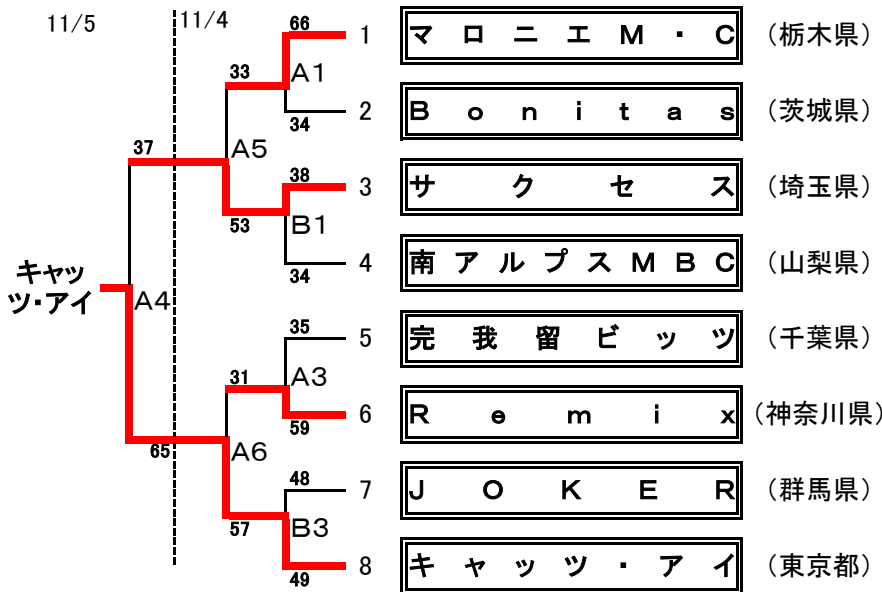 11/5 11/4
66 1 マロニエM・C （栃木県）
33 A1
34 2 Bonitas （茨城県）
37 A5
38 3 サクセス （埼玉県）
53 B1
34 4 南アルプスMBC （山梨県）
キャッ
ツ・アイ A4
35 5 完我留ビッツ （千葉県）
31 A3
59 6 Remix （神奈川県）
65 A6
48 7 JOKER （群馬県）
57 B3
49 8 キャッツ・アイ （東京都）